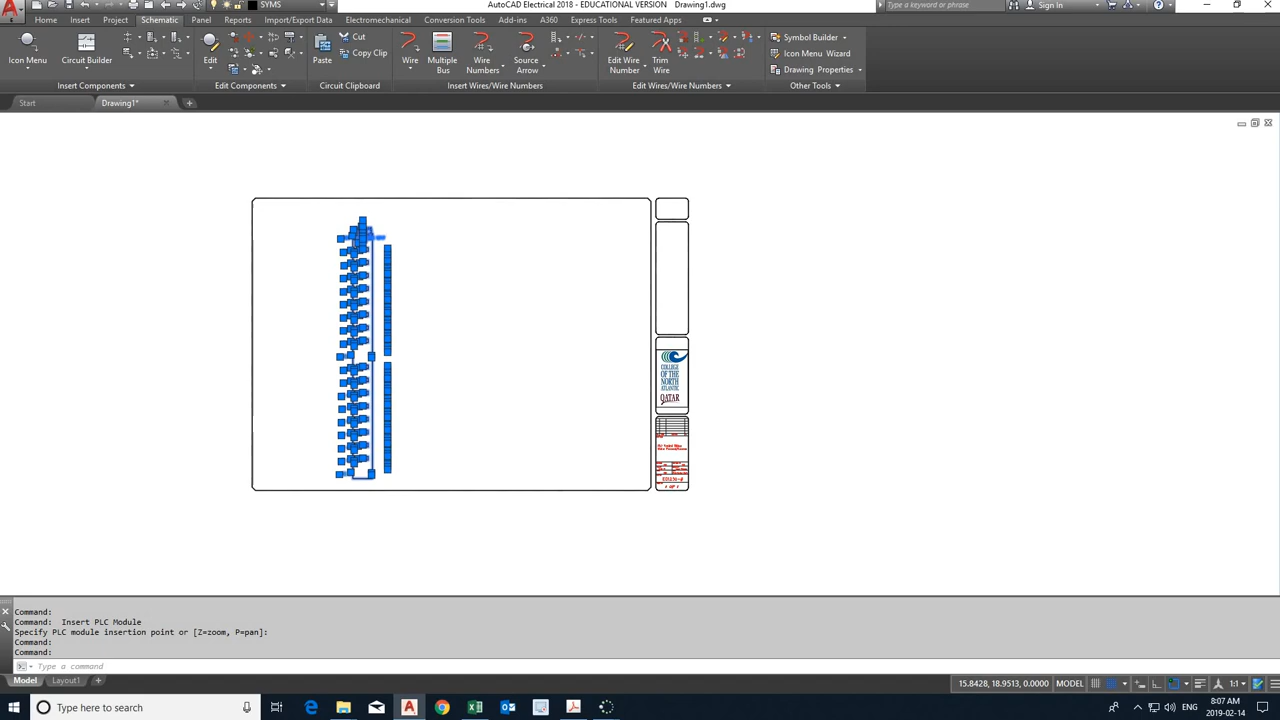 SYMS
AutoCAD Electrical 2018 - EDUCATIONAL VERSION Drawing1.dwg
Type a keyword or phrase
Sign In
Home Insert Project Schematic Panel Reports Import/Export Data Electromechanical Conversion Tools Add-ins A360 Express Tools Featured Apps
Icon Menu
Circuit Builder
Edit
Paste
Cut
Copy Clip
Wire
Multiple Bus
Wire Numbers
Source Arrow
Edit Wire Number
Trim Wire
Symbol Builder
Icon Menu Wizard
Drawing Properties
Insert Components
Edit Components
Circuit Clipboard
Insert Wires/Wire Numbers
Edit Wires/Wire Numbers
Other Tools
Start
Drawing1*
COLLEGE
OF THE
NORTH
ATLANTIC
QATAR
Command:
Command: Insert PLC Module
Specify PLC module insertion point or [Z=zoom, P=pan]:
Command:
Command:
Type a command
Model
Layout1
15.8428, 18.9513, 0.0000 MODEL
1:1
Type here to search
ENG
8:07 AM
2019-02-14